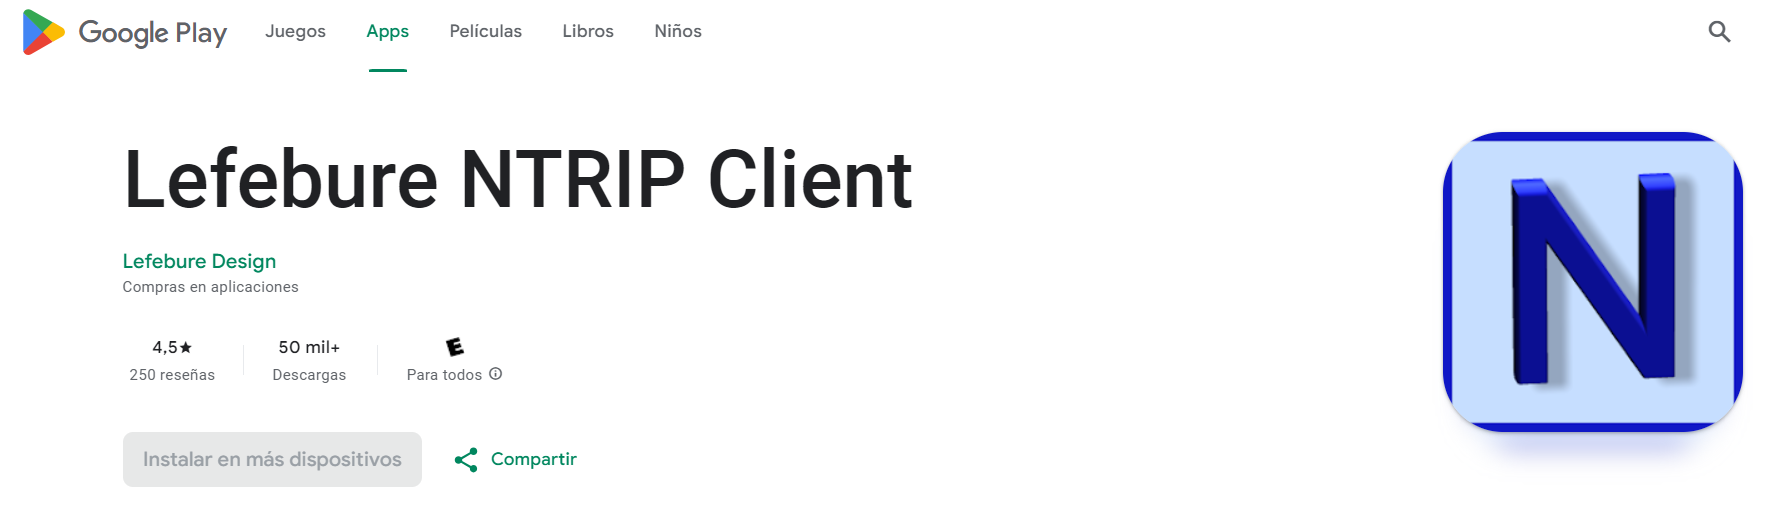 Google Play Juegos Apps Películas Libros Niños
Lefebure NTRIP Client
Lefebure Design
Compras en aplicaciones
4,5★ 50 mil+ E
250 reseñas Descargas Para todos
Instalar en más dispositivos Compartir
N